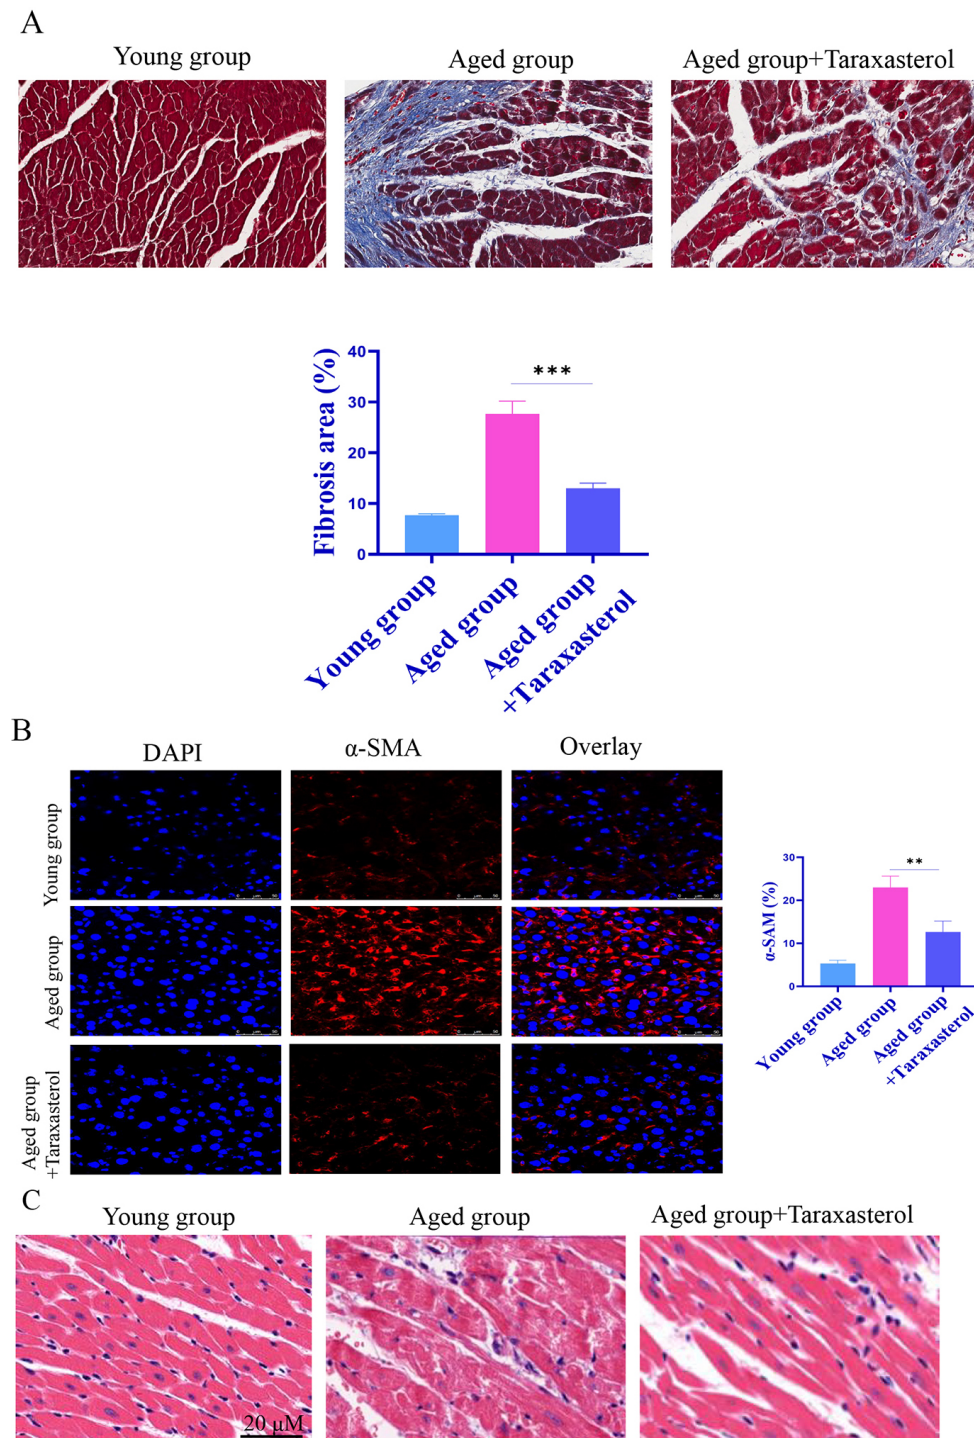 A
Young group
Aged group
Aged group+Taraxasterol
Fibrosis area (%)
40
30
20
10
0
***
Young group
Aged group
Aged group
+Taraxasterol
B
DAPI
α-SMA
Overlay
Young group
Aged group
Aged group
+Taraxasterol
α-SAM (%)
30
20
10
0
**
Young group
Aged group
Aged group
+Taraxasterol
C
Young group
Aged group
Aged group+Taraxasterol
20 μM